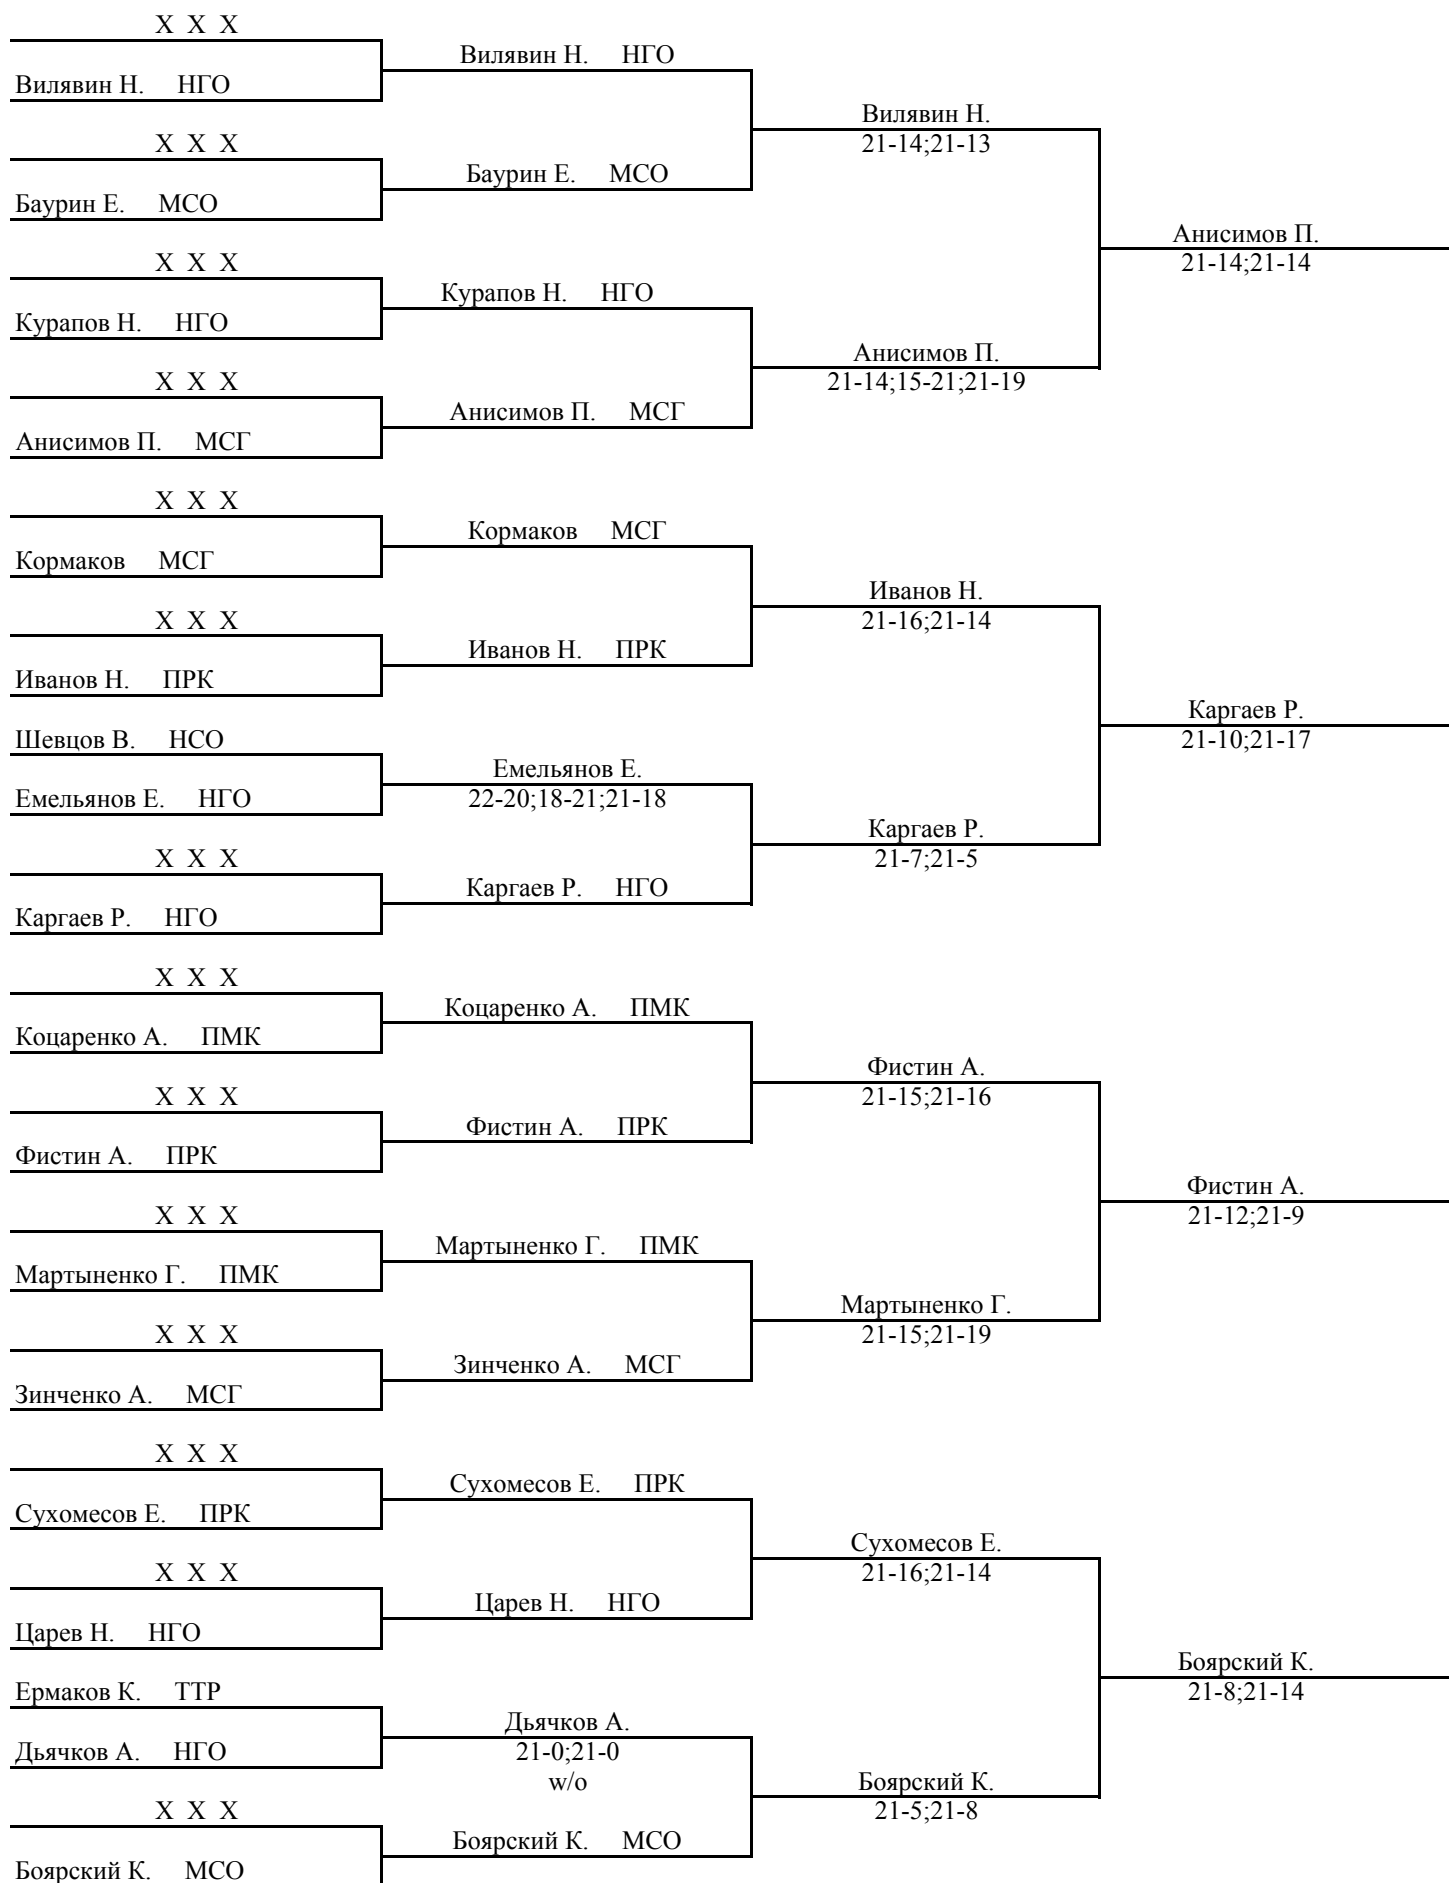 X X X
Вилявин Н. НГО
Вилявин Н. НГО
Вилявин Н.
21-14;21-13
X X X
Баурин Е. МСО
Баурин Е. МСО
Анисимов П.
21-14;21-14
X X X
Курапов Н. НГО
Курапов Н. НГО
Анисимов П.
21-14;15-21;21-19
X X X
Анисимов П. МСГ
Анисимов П. МСГ
X X X
Кормаков МСГ
Кормаков МСГ
Иванов Н.
21-16;21-14
X X X
Иванов Н. ПРК
Иванов Н. ПРК
Каргаев Р.
21-10;21-17
Шевцов В. НСО
Емельянов Е.
Емельянов Е. НГО
22-20;18-21;21-18
Каргаев Р.
21-7;21-5
X X X
Каргаев Р. НГО
Каргаев Р. НГО
X X X
Коцаренко А. ПМК
Коцаренко А. ПМК
Фистин А.
21-15;21-16
X X X
Фистин А. ПРК
Фистин А. ПРК
Фистин А.
21-12;21-9
X X X
Мартыненко Г. ПМК
Мартыненко Г. ПМК
Мартыненко Г.
21-15;21-19
X X X
Зинченко А. МСГ
Зинченко А. МСГ
X X X
Сухомесов Е. ПРК
Сухомесов Е. ПРК
Сухомесов Е.
21-16;21-14
X X X
Царев Н. НГО
Царев Н. НГО
Боярский К.
21-8;21-14
Ермаков К. ТТР
Дьячков А.
Дьячков А. НГО
21-0;21-0
w/o
Боярский К.
21-5;21-8
X X X
Боярский К. МСО
Боярский К. МСО